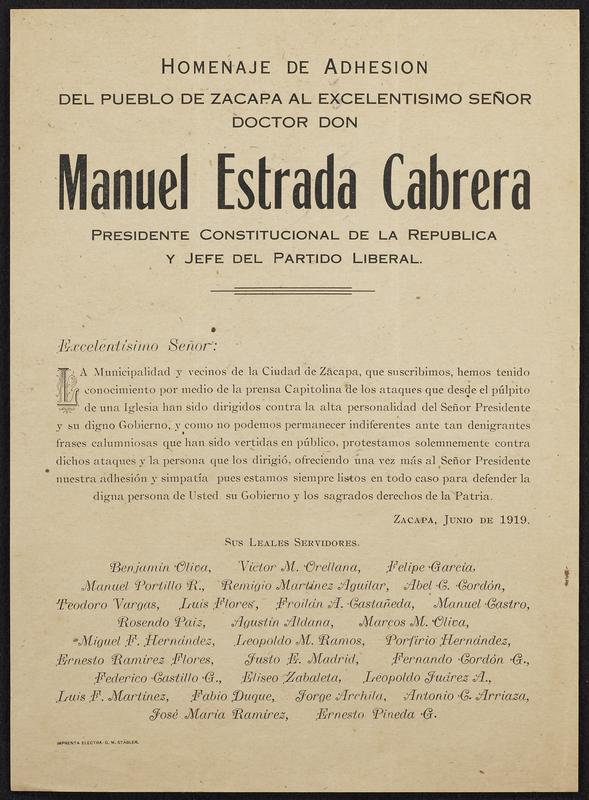 HOMENAJE DE ADHESION
DEL PUEBLO DE ZACAPA AL EXCELENTISIMO SEÑOR
DOCTOR DON
Manuel Estrada Cabrera
PRESIDENTE CONSTITUCIONAL DE LA REPUBLICA
Y JEFE DEL PARTIDO LIBERAL.
Excelentísimo Señor:
LA Municipalidad y vecinos de la Ciudad de Zacapa, que suscribimos, hemos tenido
conocimiento por medio de la prensa Capitolina de los ataques que desde el púlpito
de una Iglesia han sido dirigidos contra la alta personalidad del Señor Presidente
y su digno Gobierno, y como no podemos permanecer indiferentes ante tan denigrantes
frases calumniosas que han sido vertidas en público, protestamos solemnemente contra
dichos ataques y la persona que los dirigió, ofreciendo una vez más al Señor Presidente
nuestra adhesión y simpatía pues estamos siempre listos en todo caso para defender la
digna persona de Usted su Gobierno y los sagrados derechos de la Patria.
ZACAPA, JUNIO DE 1919.
SUS LEALES SERVIDORES.
Benjamín Oliva, Víctor M. Orellana, Felipe García,
Manuel Portillo R., Remigio Martínez Aguilar, Abel C. Cordón,
Teodoro Vargas, Luis Flores, Froilán A. Castañeda, Manuel Castro,
Rosendo Paiz, Agustín Aldana, Marcos M. Oliva,
Miguel F. Hernández, Leopoldo M. Ramos, Porfirio Hernández,
Ernesto Ramírez Flores, Justo E. Madrid, Fernando Cordón G.,
Federico Castillo G., Eliseo Zabaleta, Leopoldo Juárez A.,
Luis F. Martínez, Fabio Duque, Jorge Archila, Antonio C. Arriaza,
José María Ramírez, Ernesto Pineda G.
IMPRENTA ELECTRA-G. M. STÄBLER.